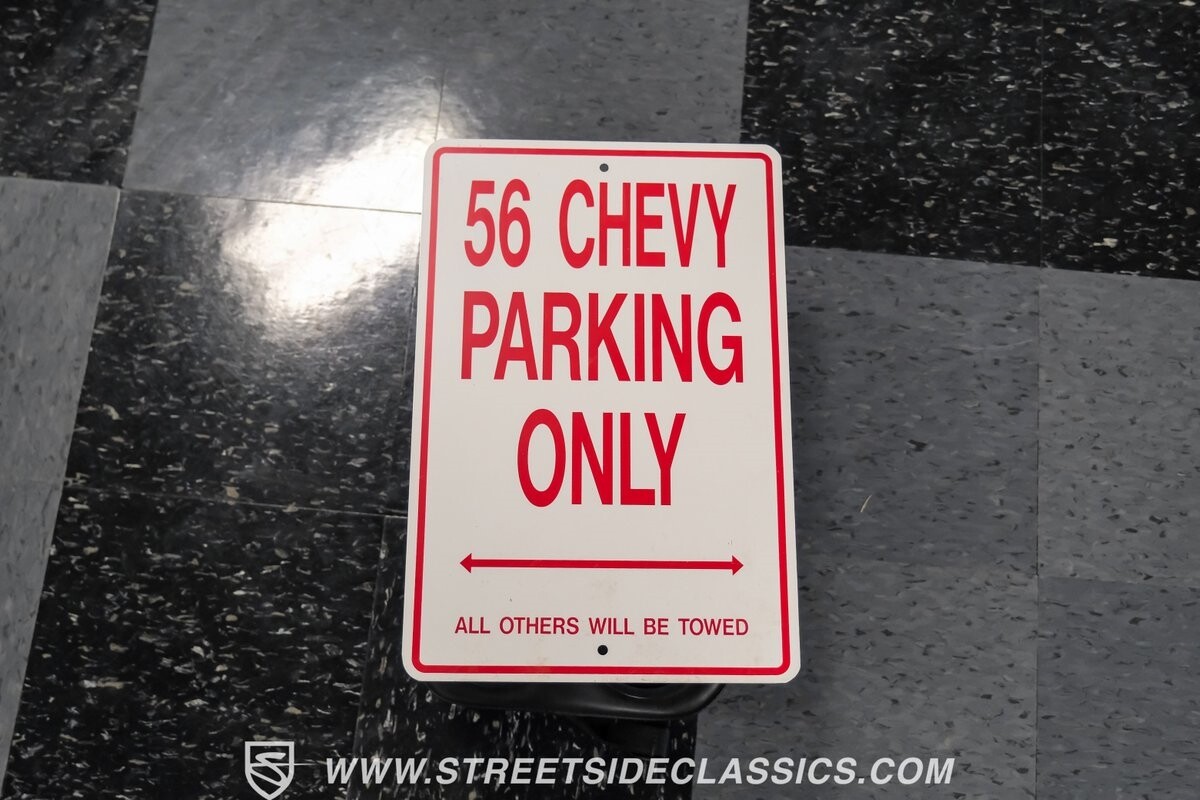 56 CHEVY
PARKING
ONLY
ALL OTHERS WILL BE TOWED
WWW.STREETSIDECLASSICS.COM